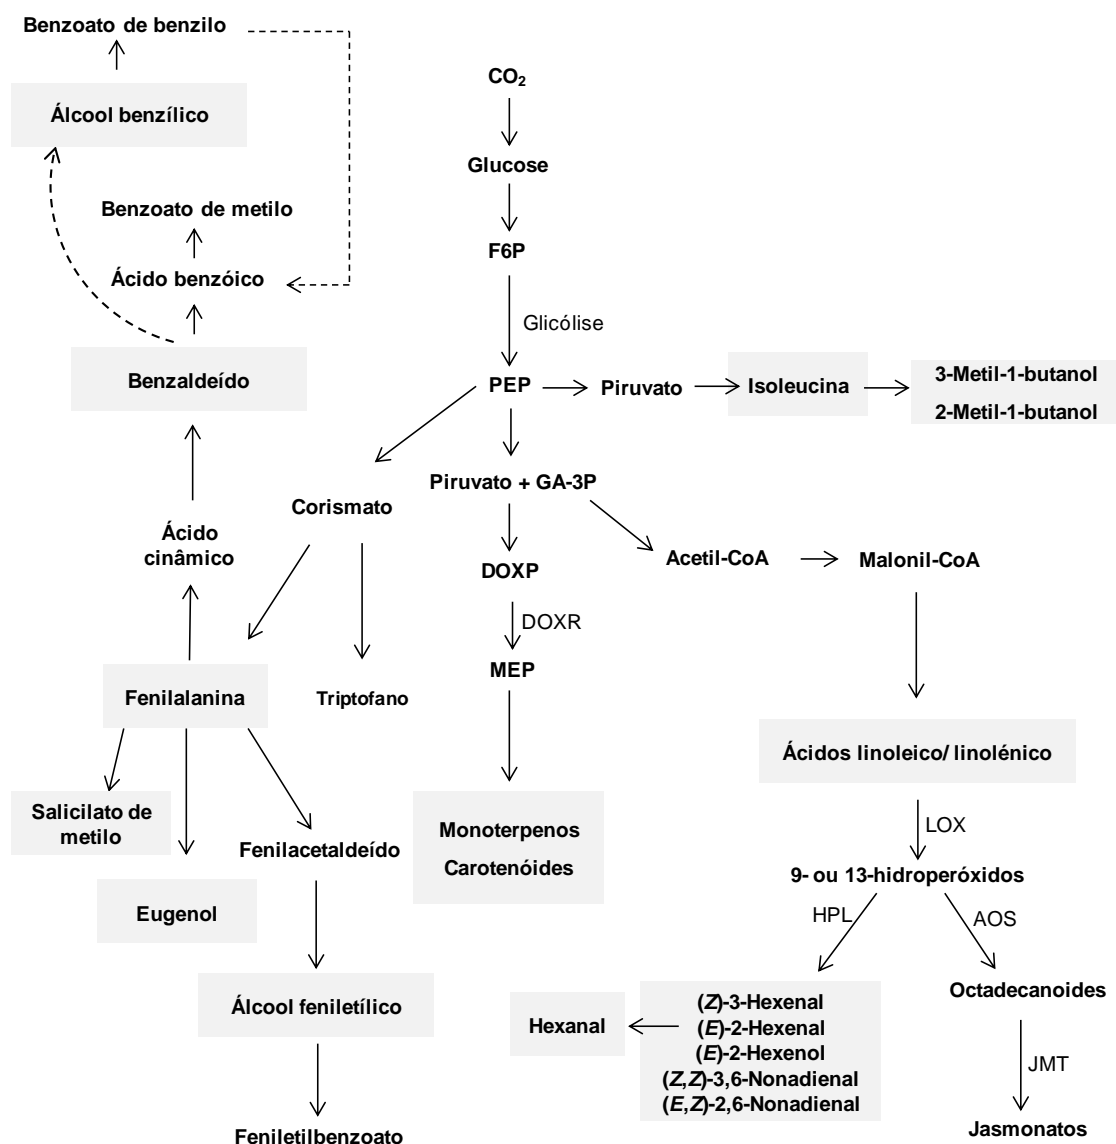 Benzoato de benzilo
CO₂
Álcool benzílico
Glucose
Benzoato de metilo
F6P
Ácido benzóico
Glicólise
Benzaldeído
PEP
Piruvato
Isoleucina
3-Metil-1-butanol
2-Metil-1-butanol
Piruvato + GA-3P
Corismato
Ácido
cinâmico
Acetil-CoA
Malonil-CoA
DOXP
DOXR
MEP
Fenilalanina
Triptofano
Ácidos linoleico/ linolénico
Salicilato de
metilo
Monoterpenos
Carotenóides
LOX
Fenilacetaldeído
9- ou 13-hidroperóxidos
Eugenol
HPL
AOS
Álcool feniletílico
Octadecanoides
Hexanal
(Z)-3-Hexenal
(E)-2-Hexenal
(E)-2-Hexenol
(Z,Z)-3,6-Nonadienal
(E,Z)-2,6-Nonadienal
JMT
Feniletilbenzoato
Jasmonatos